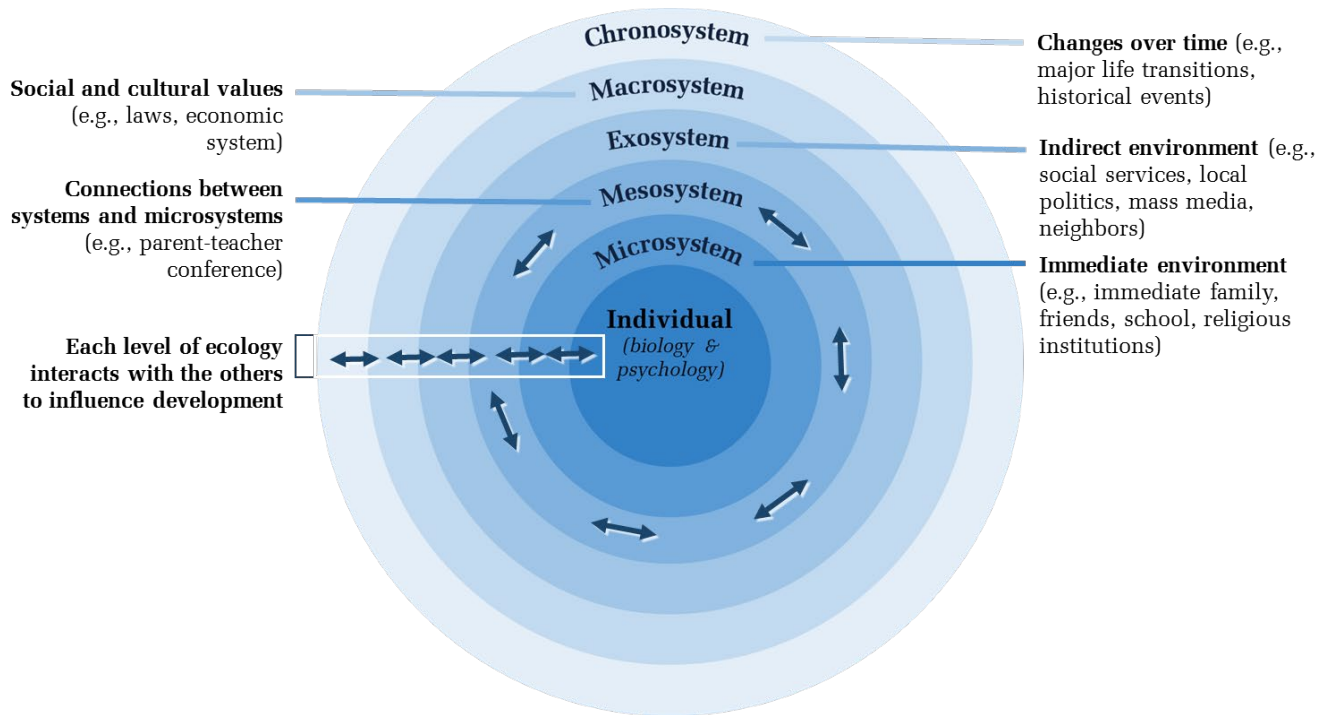 Chronosystem
Macrosystem
Exosystem
Mesosystem
Microsystem
Individual
(biology &
psychology)
Social and cultural values
(e.g., laws, economic
system)
Connections between
systems and microsystems
(e.g., parent-teacher
conference)
Each level of ecology
interacts with the others
to influence development
Changes over time (e.g.,
major life transitions,
historical events)
Indirect environment (e.g.,
social services, local
politics, mass media,
neighbors)
Immediate environment
(e.g., immediate family,
friends, school, religious
institutions)